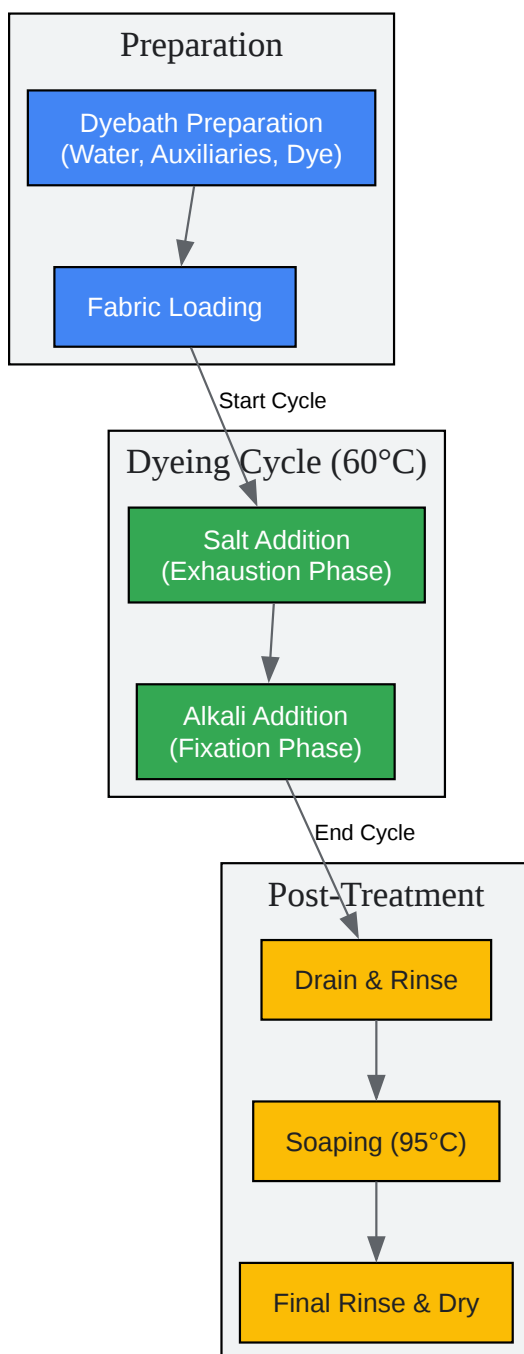 Preparation
Dyebath Preparation
(Water, Auxiliaries, Dye)
Fabric Loading
Start Cycle
Dyeing Cycle (60°C)
Salt Addition
(Exhaustion Phase)
Alkali Addition
(Fixation Phase)
End Cycle
Post-Treatment
Drain & Rinse
Soaping (95°C)
Final Rinse & Dry